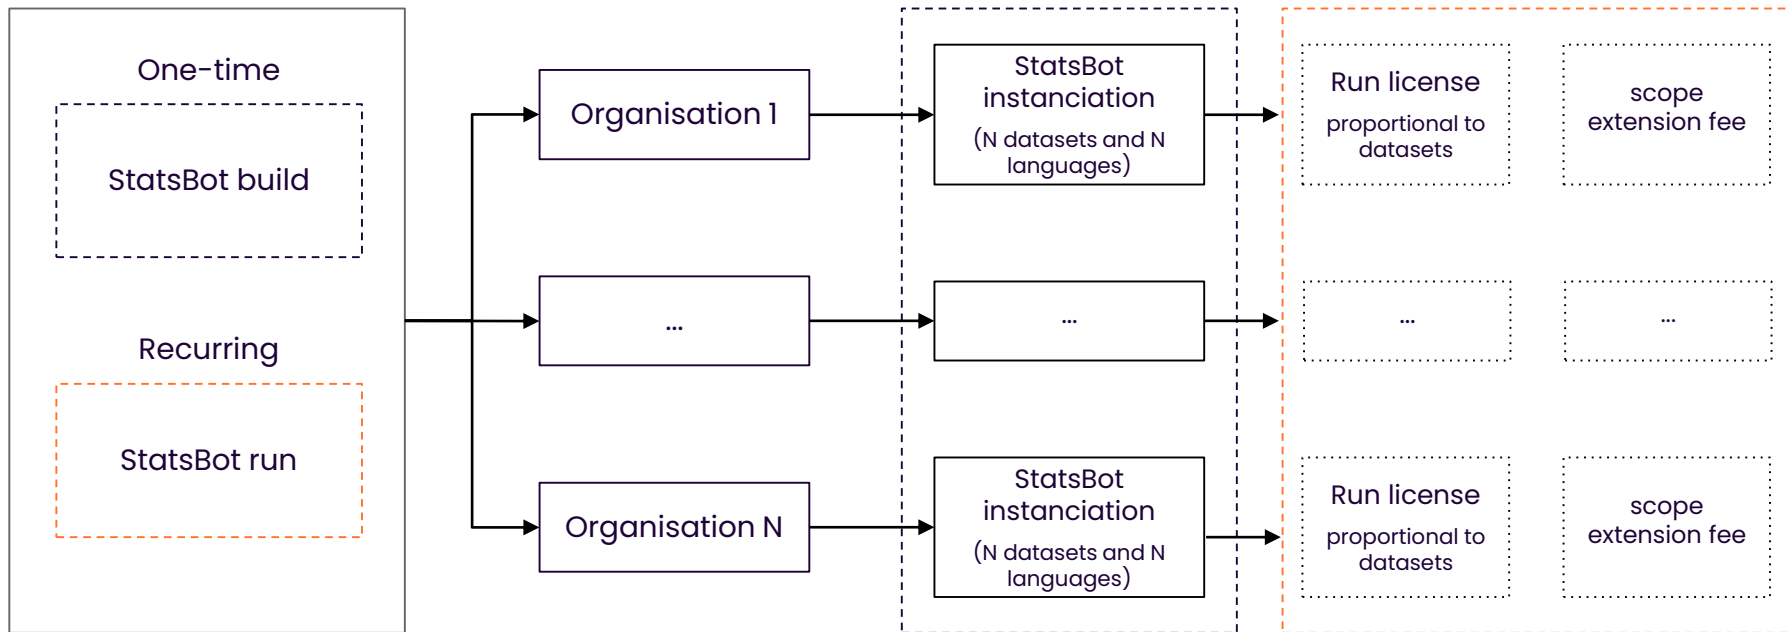 One-time
StatsBot build
Recurring
StatsBot run
Organisation 1
...
Organisation N
StatsBot
instanciation
(N datasets and N
languages)
...
StatsBot
instanciation
(N datasets and N
languages)
Run license
proportional to
datasets
scope
extension fee
...
...
Run license
proportional to
datasets
scope
extension fee